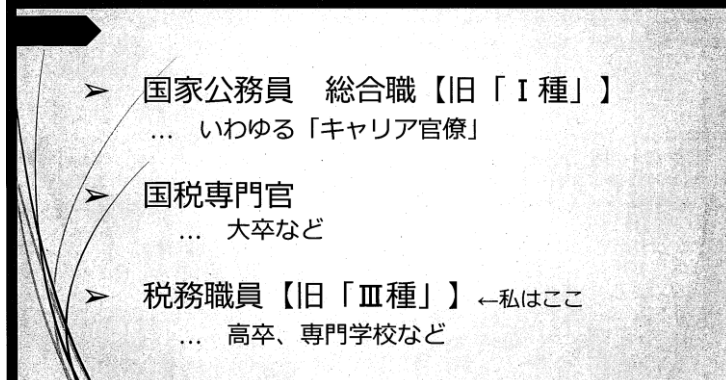 ➢ 国家公務員　総合職【旧「Ⅰ種」】
… いわゆる「キャリア官僚」
➢ 国税専門官
… 大卒など
➢ 税務職員【旧「Ⅲ種」】←私はここ
… 高卒、専門学校など